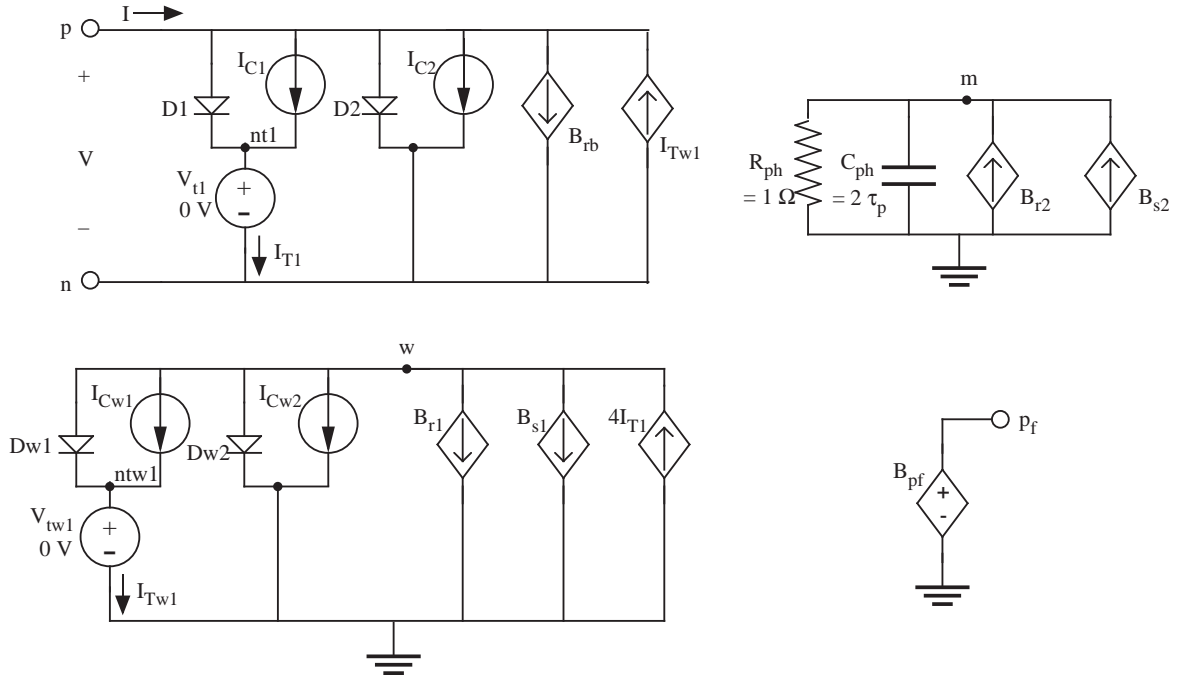 I
p
+
V
–
n
D1
I_C1
nt1
V_t1
0 V
+
-
I_T1
D2
I_C2
B_rb
I_Tw1
m
R_ph
= 1 Ω
C_ph
= 2 τ_p
B_r2
B_s2
w
Dw1
I_Cw1
ntw1
V_tw1
0 V
+
-
I_Tw1
Dw2
I_Cw2
B_r1
B_s1
4I_T1
p_f
B_pf
+
-